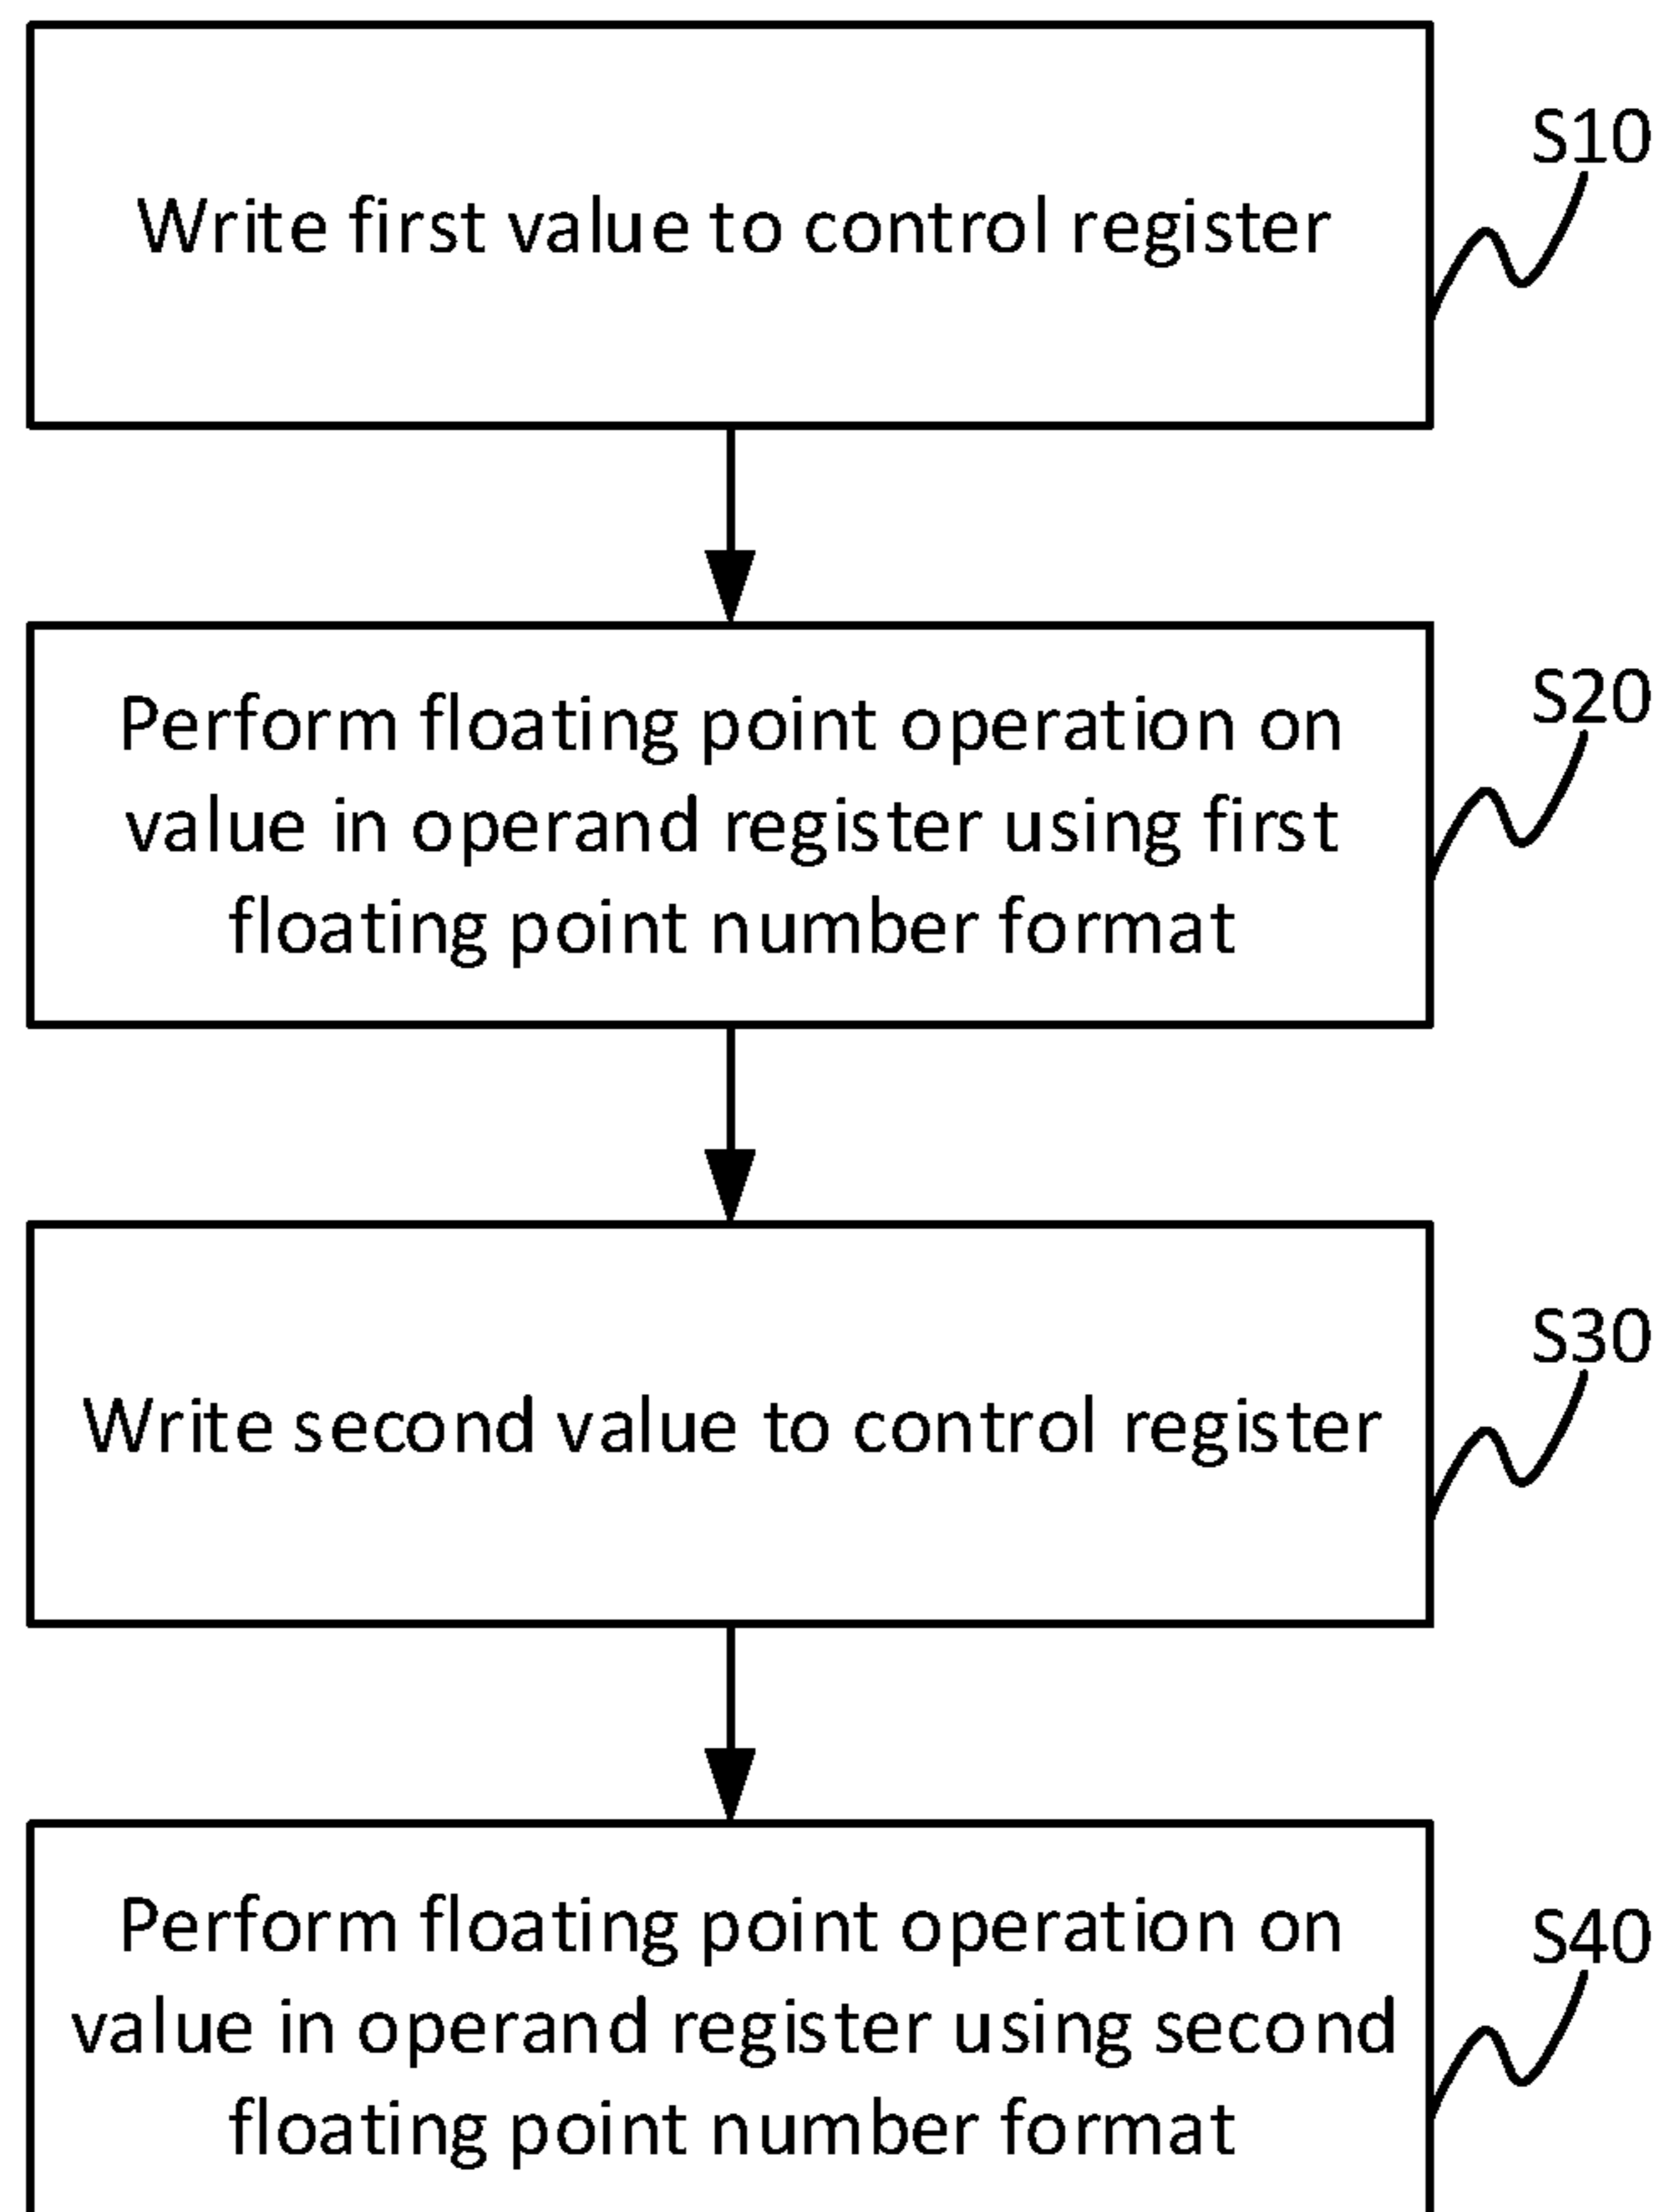 Write first value to control register
S10
Perform floating point operation on
value in operand register using first
floating point number format
S20
Write second value to control register
S30
Perform floating point operation on
value in operand register using second
floating point number format
S40